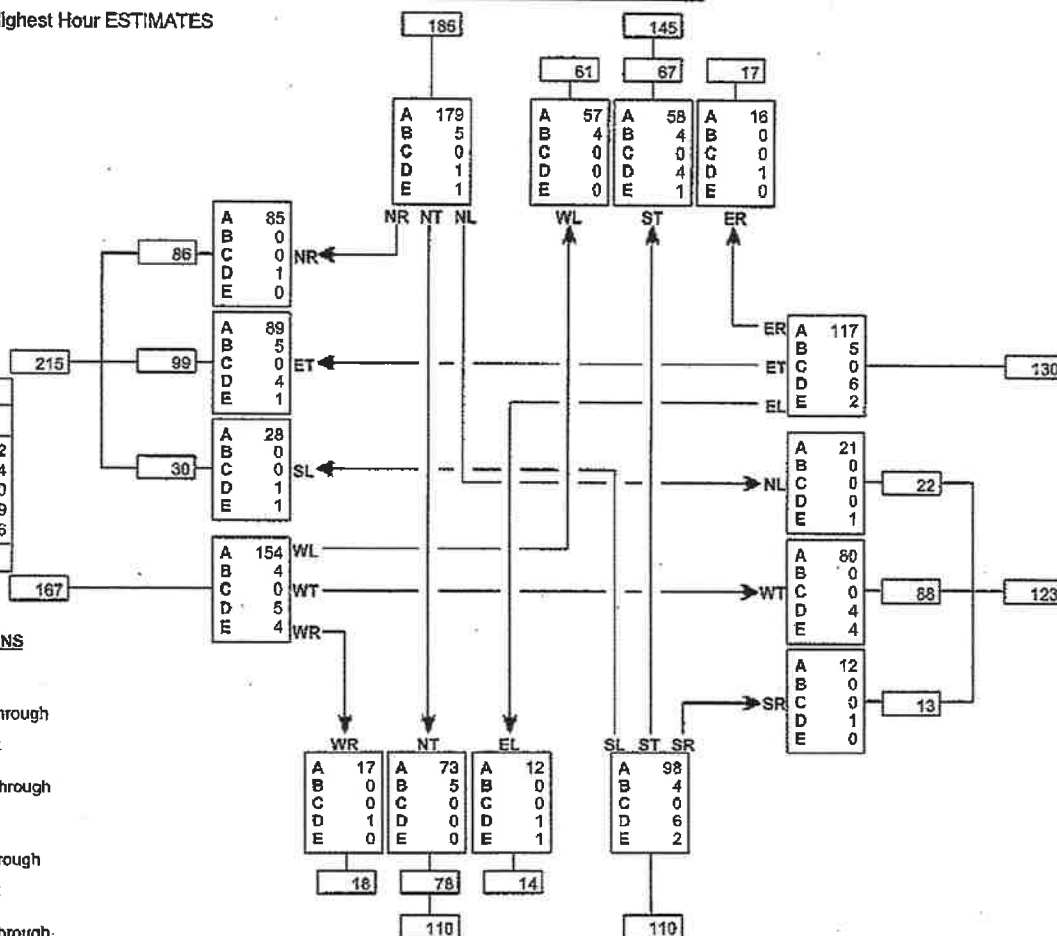 ighest Hour ESTIMATES
186
145
61
67
17
A 179
B 5
C 0
D 1
E 1
A 57
B 4
C 0
D 0
E 0
A 58
B 4
C 0
D 4
E 1
A 16
B 0
C 0
D 1
E 0
NR NT NL
WL
ST
ER
86
A 85
B 0
C 0
D 1
E 0
NR
215
99
A 89
B 5
C 0
D 4
E 1
ET
30
A 28
B 0
C 0
D 1
E 1
SL
2
4
0
9
6
167
A 154
B 4
C 0
D 5
E 4
WL
WT
WR
ER
ET
EL
A 117
B 5
C 0
D 6
E 2
130
NL
A 21
B 0
C 0
D 0
E 1
22
WT
A 80
B 0
C 0
D 4
E 4
88
123
SR
A 12
B 0
C 0
D 1
E 0
13
NS
hrough
hrough
rough
hrough
WR
NT
EL
SL ST SR
A 17
B 0
C 0
D 1
E 0
A 73
B 5
C 0
D 0
E 0
A 12
B 0
C 0
D 1
E 1
A 98
B 4
C 0
D 6
E 2
18
78
14
110
110